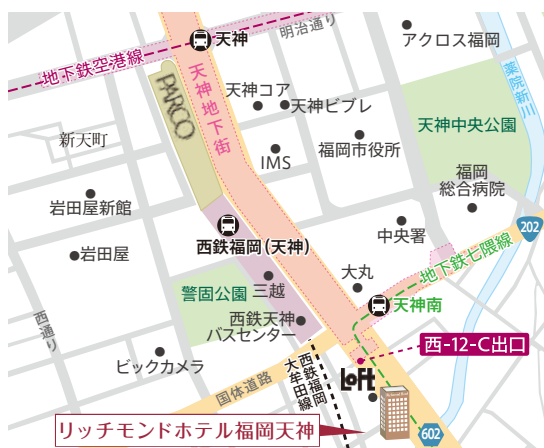 明治通り
アクロス福岡
天神
地下鉄空港線
薬院新川
PARCO
天神地下街
天神コア
天神ビブレ
天神中央公園
新天町
IMS
福岡市役所
福岡
総合病院
岩田屋新館
中央署
202
西鉄福岡(天神)
地下鉄七隈線
岩田屋
大丸
三越
警固公園
天神南
西鉄天神
バスセンター
西通り
西-12-C出口
ビックカメラ
西鉄福岡
大牟田線
国体道路
LOFT
リッチモンドホテル福岡天神
602